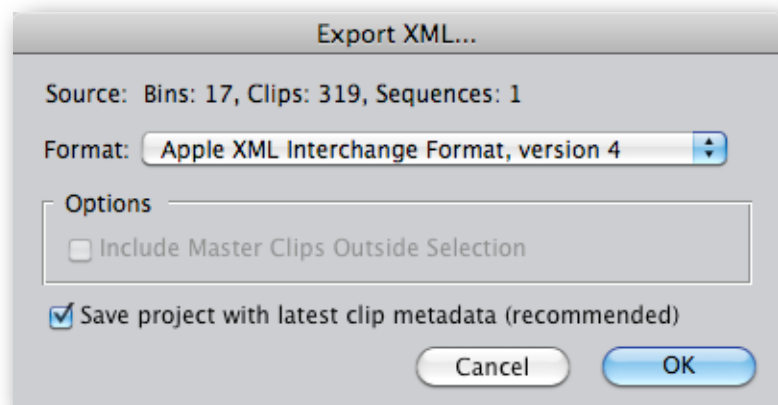 Export XML...
Source: Bins: 17, Clips: 319, Sequences: 1
Format: Apple XML Interchange Format, version 4
Options
Include Master Clips Outside Selection
Save project with latest clip metadata (recommended)
Cancel OK